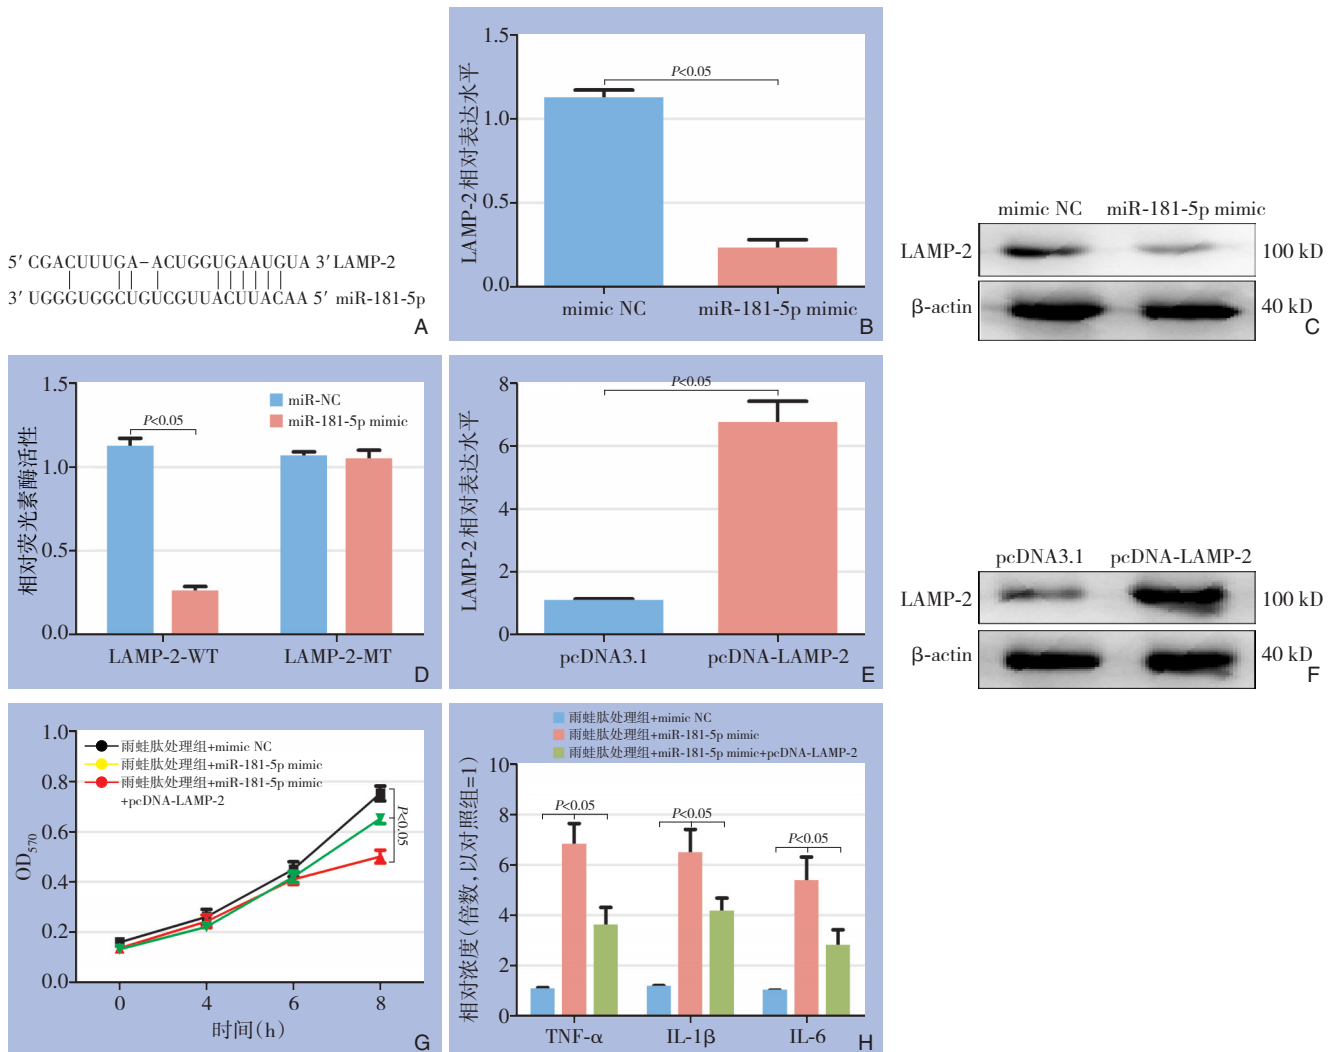 5′ CGACUUUGA-ACUGGUGAAUGUA 3′ LAMP-2
3′ UGGGUGGCUGUCGUUACUUACAA 5′ miR-181-5p
A
LAMP-2相对表达水平
1.5
1.0
0.5
0.0
P<0.05
mimic NC
miR-181-5p mimic
B
mimic NC
miR-181-5p mimic
LAMP-2
100 kD
β-actin
40 kD
C
相对荧光素酶活性
1.5
1.0
0.5
0.0
P<0.05
miR-NC
miR-181-5p mimic
LAMP-2-WT
LAMP-2-MT
D
LAMP-2相对表达水平
8
6
4
2
0
P<0.05
pcDNA3.1
pcDNA-LAMP-2
E
pcDNA3.1
pcDNA-LAMP-2
LAMP-2
100 kD
β-actin
40 kD
F
OD570
1.0
0.8
0.6
0.4
0.2
0.0
雨蛙肽处理组+mimic NC
雨蛙肽处理组+miR-181-5p mimic
雨蛙肽处理组+miR-181-5p mimic
+pcDNA-LAMP-2
P<0.05
0
4
6
8
时间(h)
G
雨蛙肽处理组+mimic NC
雨蛙肽处理组+miR-181-5p mimic
雨蛙肽处理组+miR-181-5p mimic+pcDNA-LAMP-2
相对浓度(倍数,以对照组=1)
10
8
6
4
2
0
P<0.05
P<0.05
P<0.05
TNF-α
IL-1β
IL-6
H